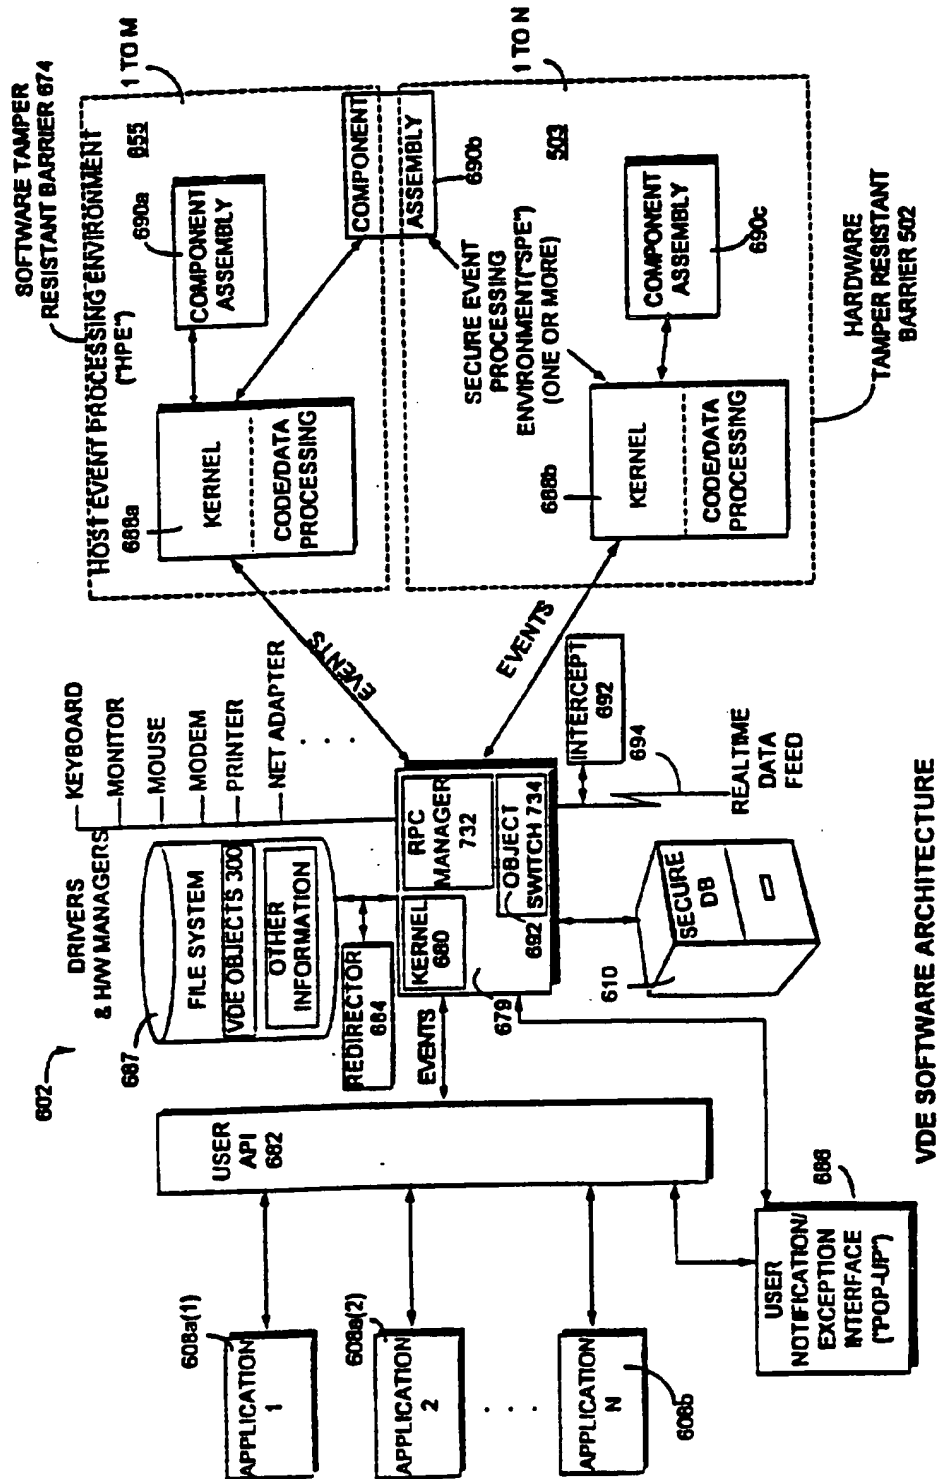 602
DRIVERS
& H/W MANAGERS
KEYBOARD
MONITOR
MOUSE
MODEM
PRINTER
NET ADAPTER
. . .
687
FILE SYSTEM
VDE OBJECTS 300
OTHER
INFORMATION
REDIRECTOR
684
608a(1)
APPLICATION
1
608a(2)
APPLICATION
2
. . . .
APPLICATION
N
608b
USER
API
682
EVENTS
KERNEL
680
RPC
MANAGER
732
692
OBJECT
SWITCH 734
679
INTERCEPT
692
694
REALTIME
DATA
FEED
610
SECURE
DB
USER
NOTIFICATION/
EXCEPTION
INTERFACE
("POP-UP")
686
EVENTS
EVENTS
SOFTWARE TAMPER
RESISTANT BARRIER 674
HOST EVENT PROCESSING ENVIRONMENT
("HPE")
655
1 TO M
688a
KERNEL
CODE/DATA
PROCESSING
690a
COMPONENT
ASSEMBLY
COMPONENT
ASSEMBLY
690b
SECURE EVENT
PROCESSING
ENVIRONMENT("SPE")
(ONE OR MORE)
503
1 TO N
688b
KERNEL
CODE/DATA
PROCESSING
COMPONENT
ASSEMBLY
690c
HARDWARE
TAMPER RESISTANT
BARRIER 502
VDE SOFTWARE ARCHITECTURE